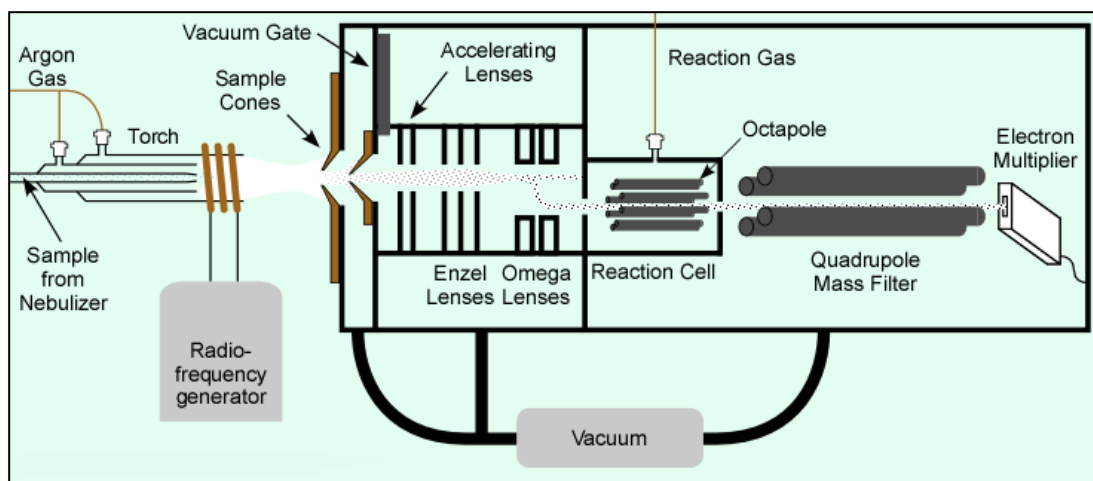 Vacuum Gate
Argon
Gas
Sample
Cones
Accelerating
Lenses
Reaction Gas
Torch
Octapole
Electron
Multiplier
Sample
from
Nebulizer
Enzel
Lenses
Omega
Lenses
Reaction Cell
Quadrupole
Mass Filter
Radio-
frequency
generator
Vacuum